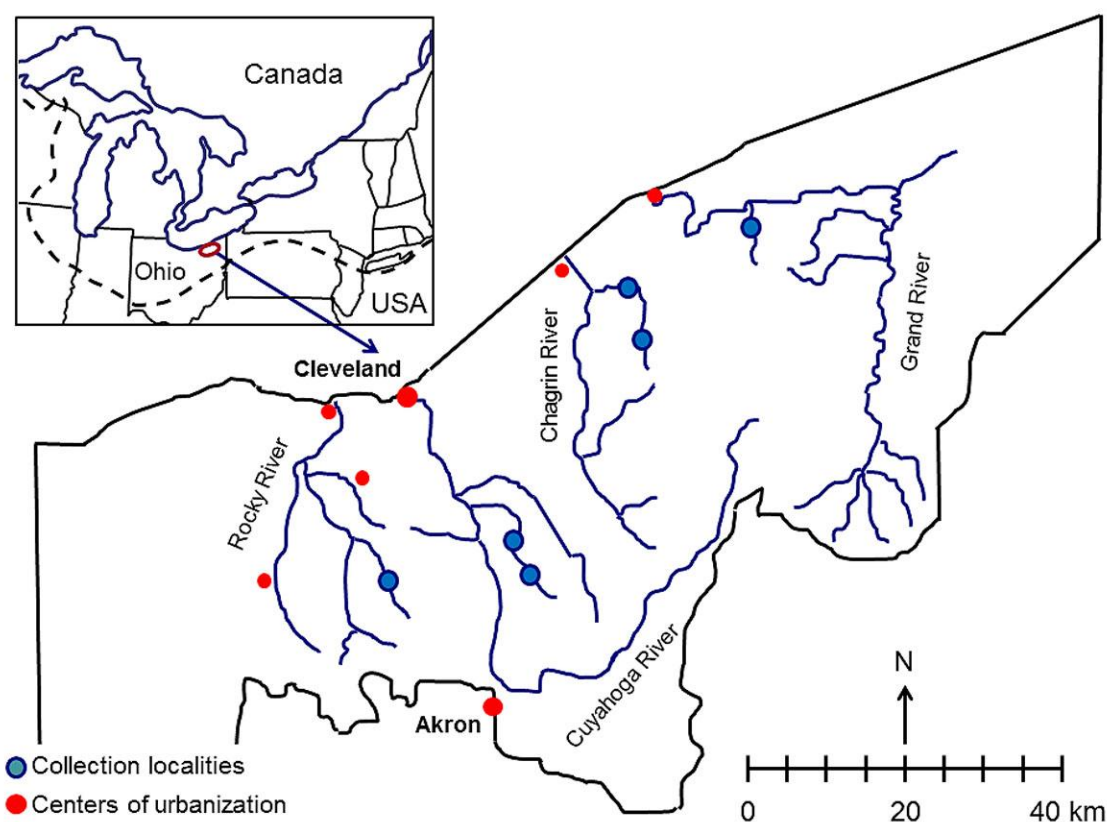 Canada
Ohio
USA
Cleveland
Rocky River
Chagrin River
Grand River
Cuyahoga River
Akron
N
Collection localities
Centers of urbanization
0 20 40 km